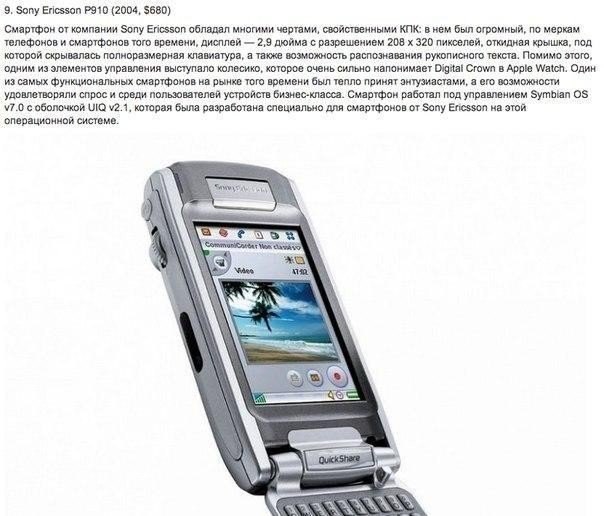 9. Sony Ericsson P910 (2004, $680)
Смартфон от компании Sony Ericsson обладал многими чертами, свойственными КПК: в нем был огромный, по меркам
телефонов и смартфонов того времени, дисплей — 2,9 дюйма с разрешением 208 x 320 пикселей, откидная крышка, под
которой скрывалась полноразмерная клавиатура, а также возможность распознавания рукописного текста. Помимо этого,
одним из элементов управления выступало колесико, которое очень сильно напоминает Digital Crown в Apple Watch. Один
из самых функциональных смартфонов на рынке того времени был тепло принят энтузиастами, а его возможности
удовлетворяли спрос и среди пользователей устройств бизнес-класса. Смартфон работал под управлением Symbian OS
v7.0 с оболочкой UIQ v2.1, которая была разработана специально для смартфонов от Sony Ericsson на этой
операционной системе.
Sony Ericsson
CommuniCorder Non classés
Video 47:02
QuickShare